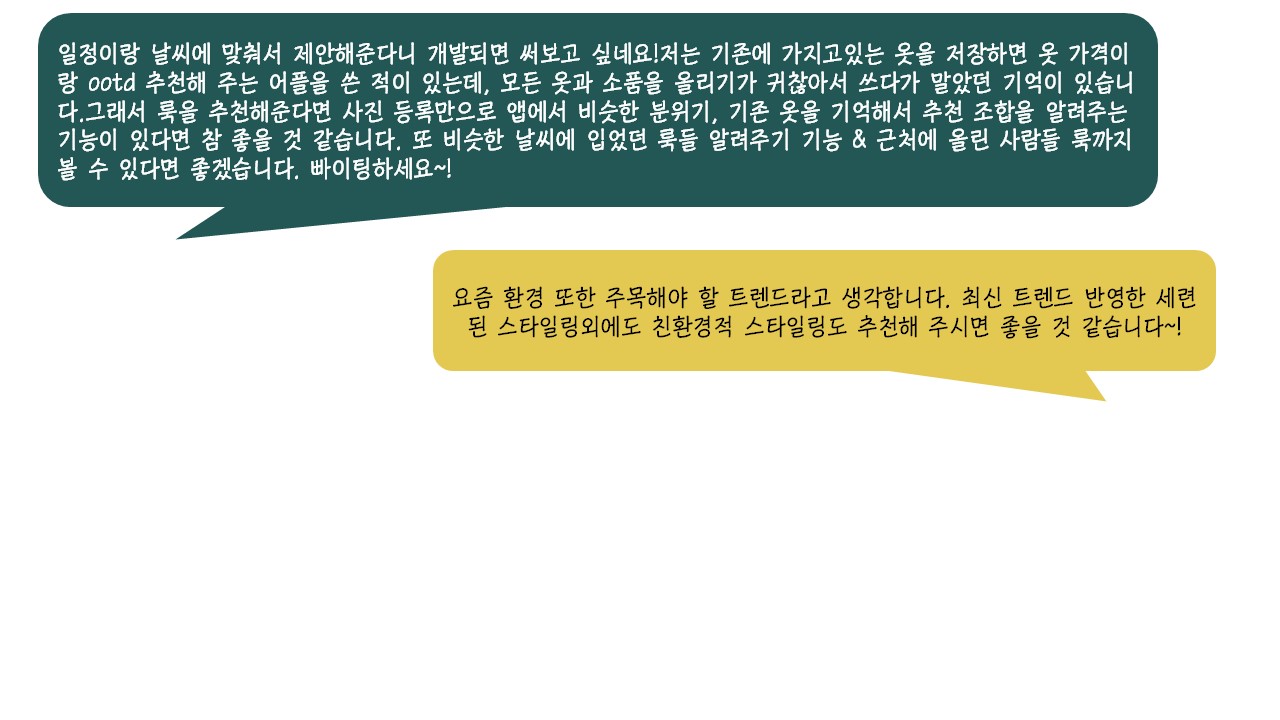 일정이랑 날씨에 맞춰서 제안해준다니 개발되면 써보고 싶네요!저는 기존에 가지고있는 옷을 저장하면 옷 가격이
랑 ootd 추천해 주는 어플을 쓴 적이 있는데, 모든 옷과 소품을 올리기가 귀찮아서 쓰다가 말았던 기억이 있습니
다.그래서 룩을 추천해준다면 사진 등록만으로 앱에서 비슷한 분위기, 기존 옷을 기억해서 추천 조합을 알려주는
기능이 있다면 참 좋을 것 같습니다. 또 비슷한 날씨에 입었던 룩들 알려주기 기능 & 근처에 올린 사람들 룩까지
볼 수 있다면 좋겠습니다. 빠이팅하세요~!
요즘 환경 또한 주목해야 할 트렌드라고 생각합니다. 최신 트렌드 반영한 세련
된 스타일링외에도 친환경적 스타일링도 추천해 주시면 좋을 것 같습니다~!